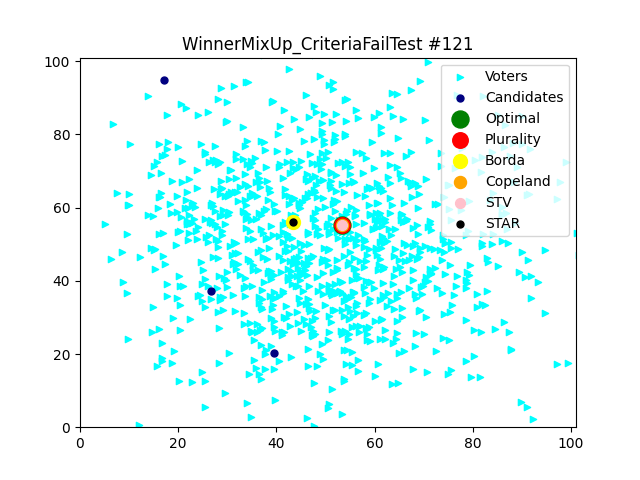 WinnerMixUp_CriteriaFailTest #121
100
80
60
40
20
0
0 20 40 60 80 100
Voters
Candidates
Optimal
Plurality
Borda
Copeland
STV
STAR